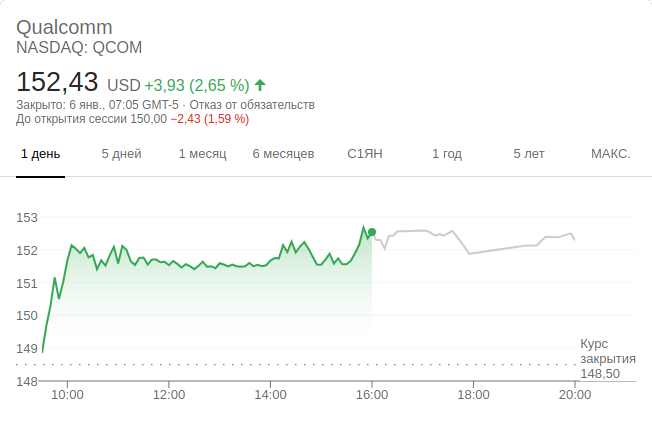 Qualcomm
NASDAQ: QCOM
152,43 USD +3,93 (2,65 %)
Закрыто: 6 янв., 07:05 GMT-5 · Отказ от обязательств
До открытия сессии 150,00 −2,43 (1,59 %)
1 день 5 дней 1 месяц 6 месяцев С1ЯН 1 год 5 лет МАКС.
153
152
151
150
149
148
Курс
закрытия
148,50
10:00 12:00 14:00 16:00 18:00 20:00